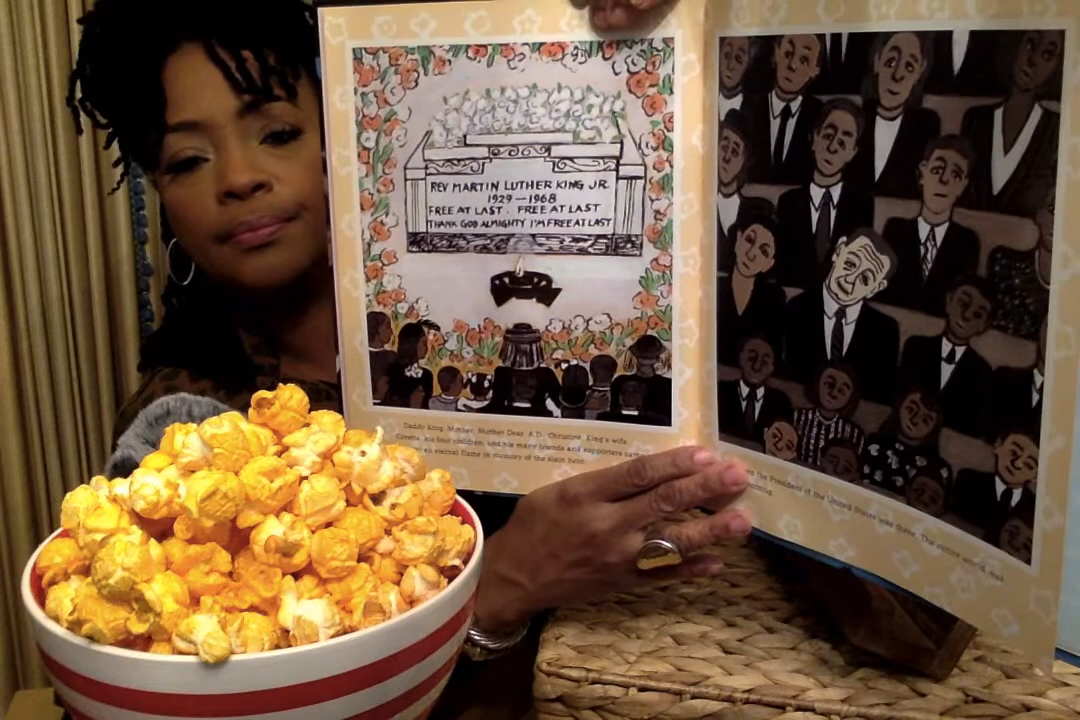 REV MARTIN LUTHER KING JR.
1929 — 1968
FREE AT LAST. FREE AT LAST
THANK GOD ALMIGHTY I'M FREE AT LAST
Daddy King, Mother, Mother Dear, A.D., Christine, King's wife
Coretta, his four children, and his many friends and supporters came
an eternal flame in memory of the slain hero.
the President of the United States was there. The entire world was